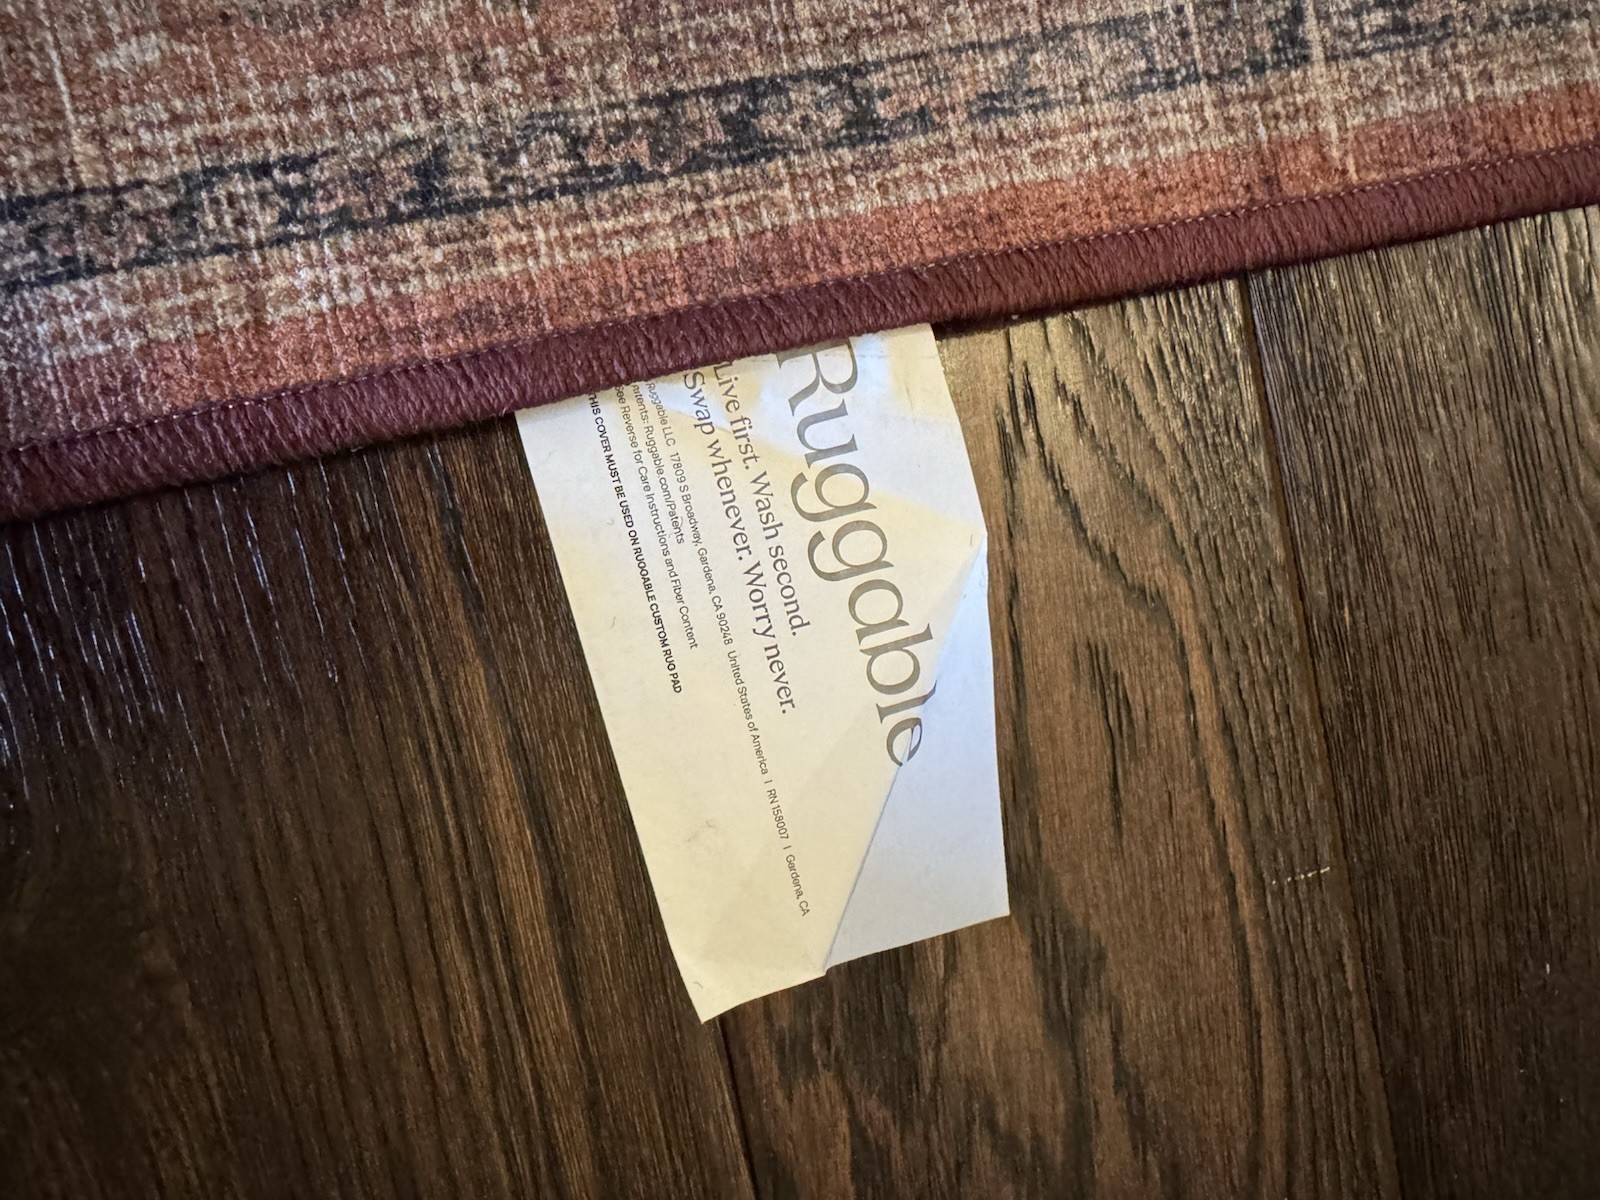 Ruggable
Live first. Wash second.
Swap whenever. Worry never.
Ruggable LLC 17809 S Broadway, Gardena, CA 90248 United States of America | RN 158007 | Gardena, CA
Patents: Ruggable.com/Patents
See Reverse for Care Instructions and Fiber Content
THIS COVER MUST BE USED ON RUGGABLE CUSTOM RUG PAD